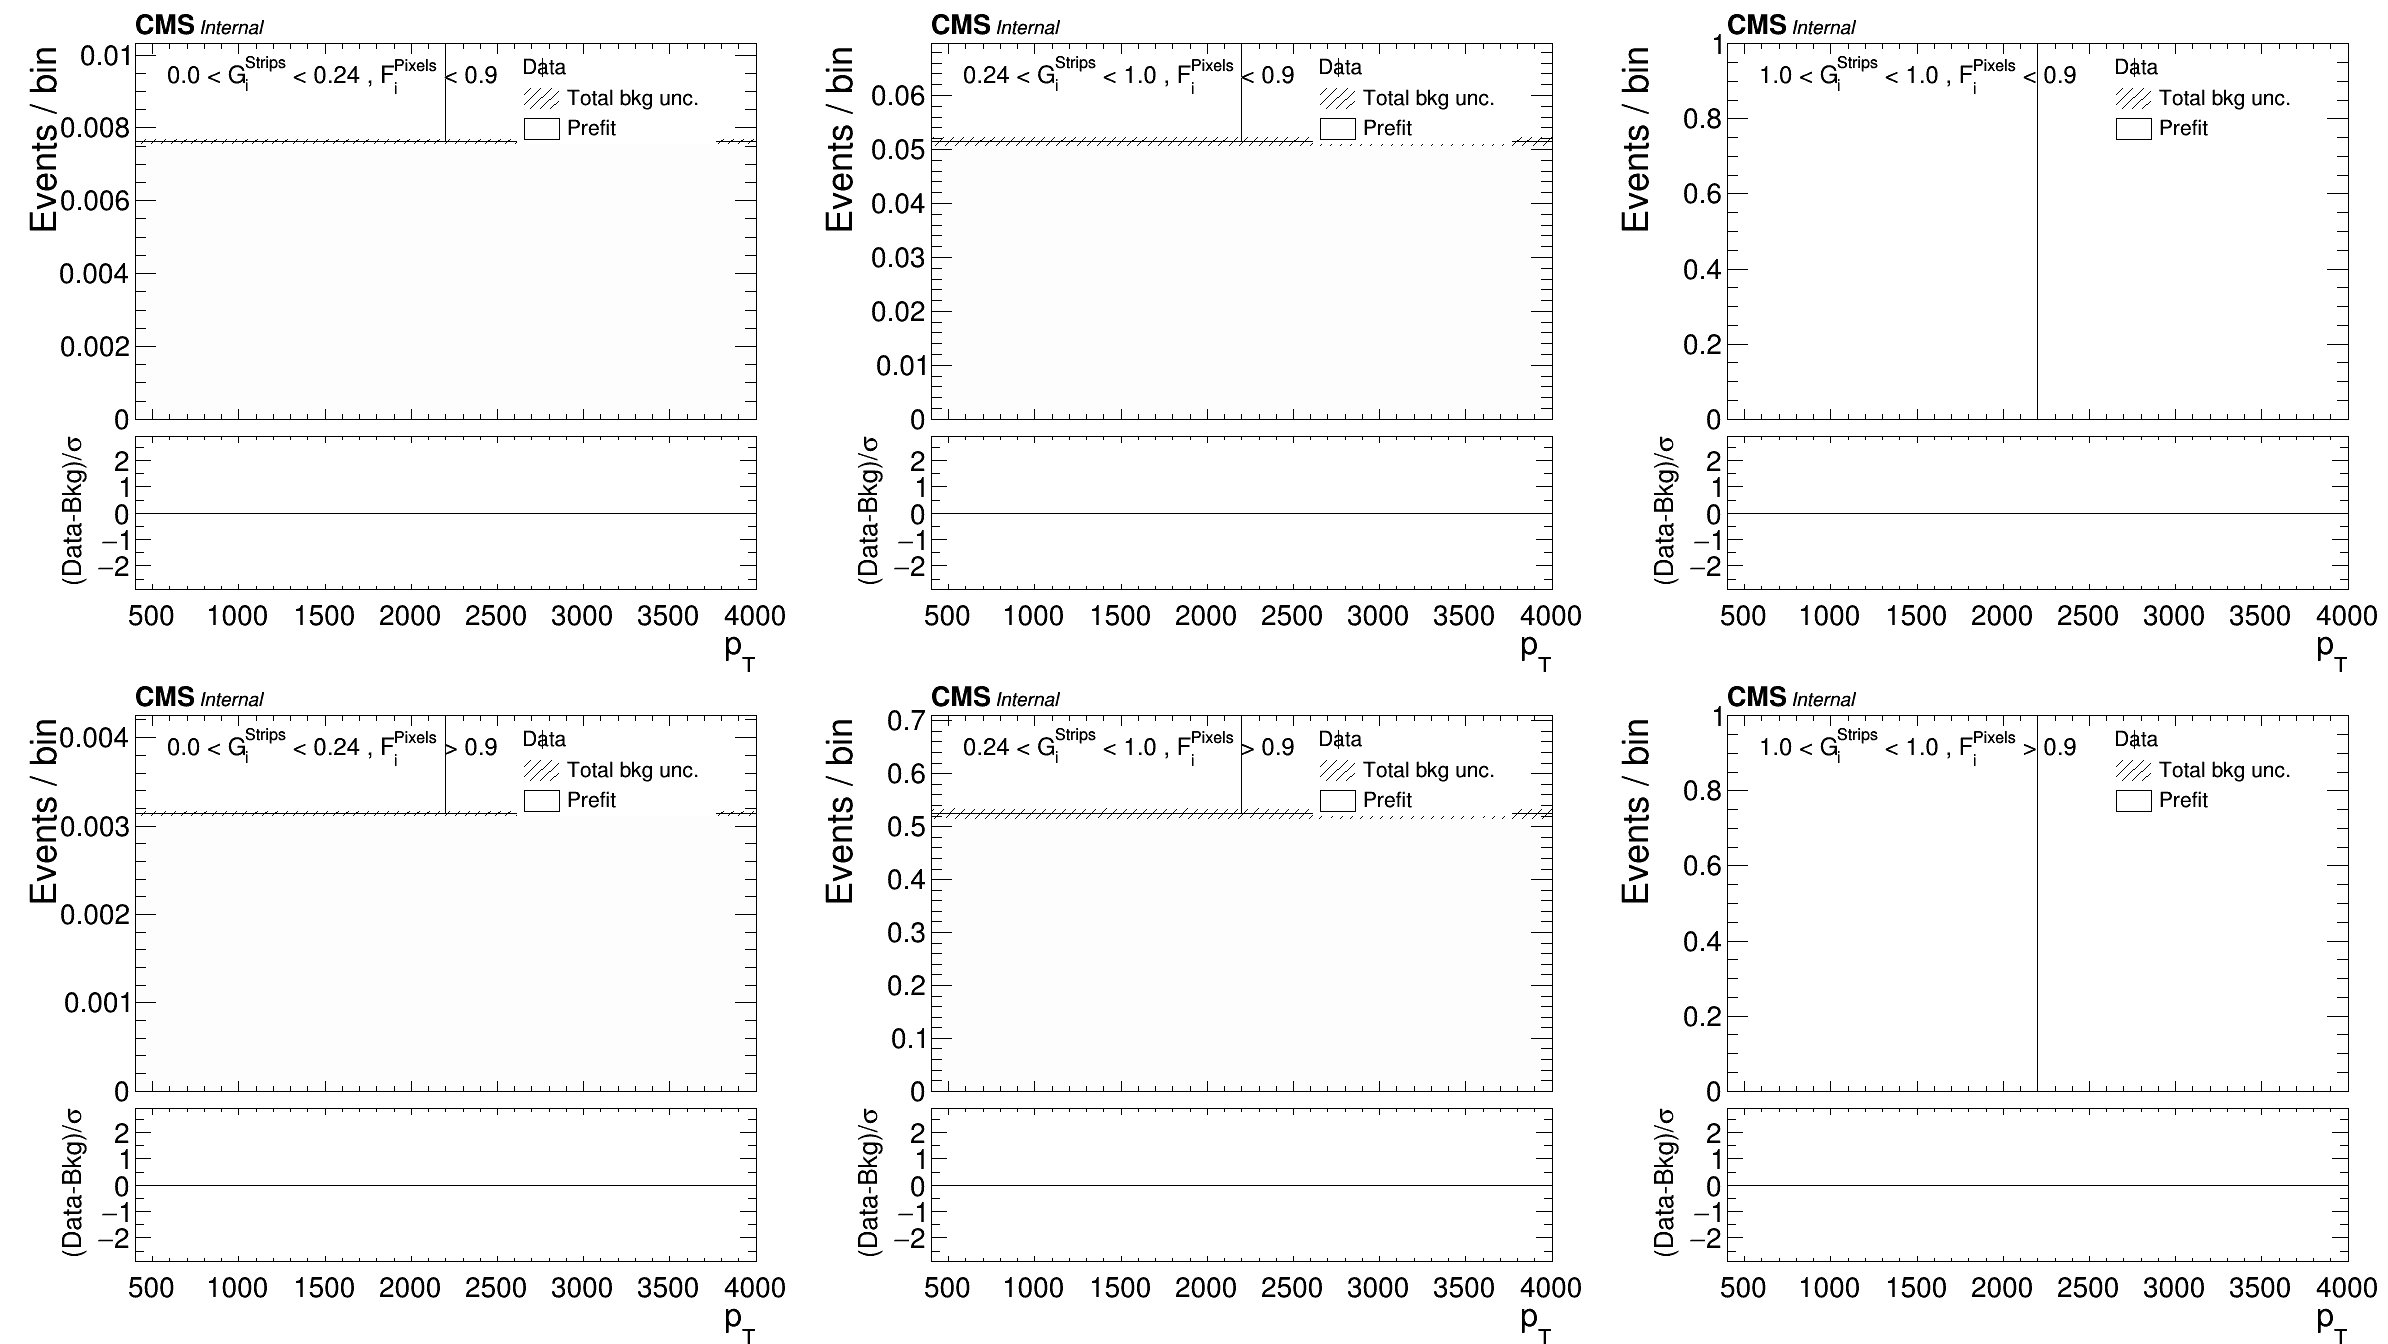 CMS Internal
Events / bin
0.0 < G_i^Strips < 0.24 , F_i^Pixels < 0.9
Data
Total bkg unc.
Prefit
0.01
0.008
0.006
0.004
0.002
0
(Data-Bkg)/σ
2
1
0
−1
−2
500 1000 1500 2000 2500 3000 3500 4000
p_T
CMS Internal
Events / bin
0.24 < G_i^Strips < 1.0 , F_i^Pixels < 0.9
Data
Total bkg unc.
Prefit
0.06
0.05
0.04
0.03
0.02
0.01
0
(Data-Bkg)/σ
2
1
0
−1
−2
500 1000 1500 2000 2500 3000 3500 4000
p_T
CMS Internal
Events / bin
1.0 < G_i^Strips < 1.0 , F_i^Pixels < 0.9
Data
Total bkg unc.
Prefit
1
0.8
0.6
0.4
0.2
0
(Data-Bkg)/σ
2
1
0
−1
−2
500 1000 1500 2000 2500 3000 3500 4000
p_T
CMS Internal
Events / bin
0.0 < G_i^Strips < 0.24 , F_i^Pixels > 0.9
Data
Total bkg unc.
Prefit
0.004
0.003
0.002
0.001
0
(Data-Bkg)/σ
2
1
0
−1
−2
500 1000 1500 2000 2500 3000 3500 4000
p_T
CMS Internal
Events / bin
0.24 < G_i^Strips < 1.0 , F_i^Pixels > 0.9
Data
Total bkg unc.
Prefit
0.7
0.6
0.5
0.4
0.3
0.2
0.1
0
(Data-Bkg)/σ
2
1
0
−1
−2
500 1000 1500 2000 2500 3000 3500 4000
p_T
CMS Internal
Events / bin
1.0 < G_i^Strips < 1.0 , F_i^Pixels > 0.9
Data
Total bkg unc.
Prefit
1
0.8
0.6
0.4
0.2
0
(Data-Bkg)/σ
2
1
0
−1
−2
500 1000 1500 2000 2500 3000 3500 4000
p_T